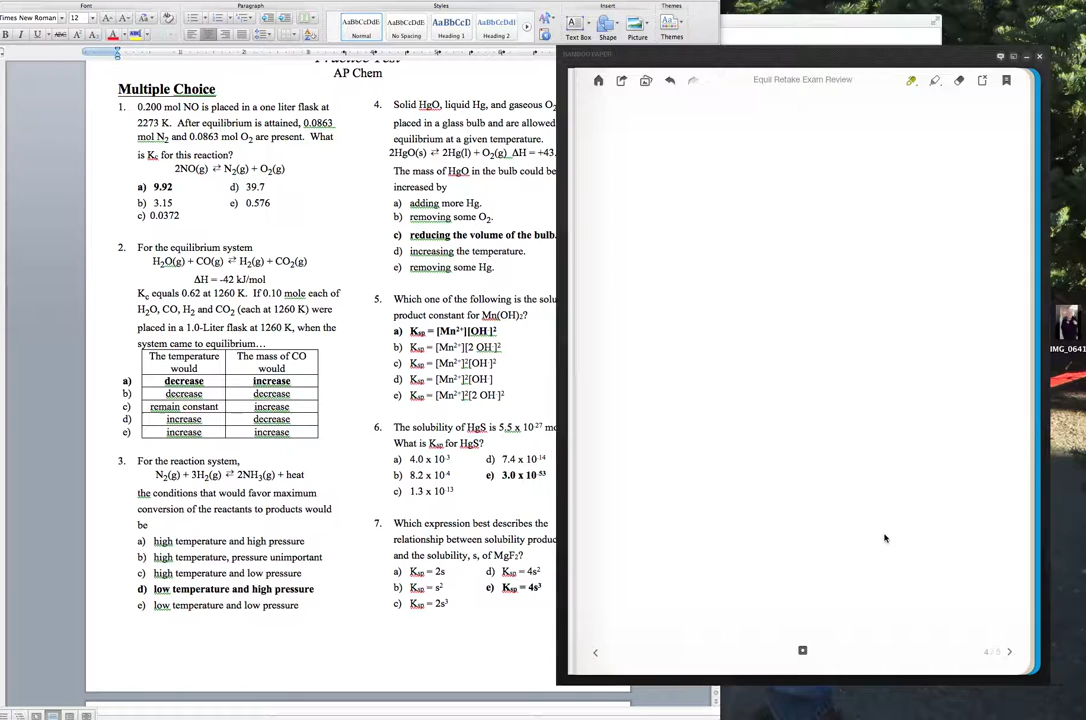 Font
Paragraph
Styles
Insert
Themes
Times New Roman
12
AaBbCcDdE
AaBbCcDdE
AaBbCcD
AaBbCcDdE
Normal
No Spacing
Heading 1
Heading 2
Text Box
Shape
Picture
Themes
AP Chem
Multiple Choice
1. 0.200 mol NO is placed in a one liter flask at
2273 K. After equilibrium is attained, 0.0863
mol N₂ and 0.0863 mol O₂ are present. What
is Kc for this reaction?
2NO(g) ⇄ N₂(g) + O₂(g)
a) 9.92 d) 39.7
b) 3.15 e) 0.576
c) 0.0372
2. For the equilibrium system
H₂O(g) + CO(g) ⇄ H₂(g) + CO₂(g)
ΔH = -42 kJ/mol
Kc equals 0.62 at 1260 K. If 0.10 mole each of
H₂O, CO, H₂ and CO₂ (each at 1260 K) were
placed in a 1.0-Liter flask at 1260 K, when the
system came to equilibrium…
The temperature would The mass of CO would
a) decrease increase
b) decrease decrease
c) remain constant increase
d) increase decrease
e) increase increase
3. For the reaction system,
N₂(g) + 3H₂(g) ⇄ 2NH₃(g) + heat
the conditions that would favor maximum
conversion of the reactants to products would
be
a) high temperature and high pressure
b) high temperature, pressure unimportant
c) high temperature and low pressure
d) low temperature and high pressure
e) low temperature and low pressure
4. Solid HgO, liquid Hg, and gaseous O₂
placed in a glass bulb and are allowed
equilibrium at a given temperature.
2HgO(s) ⇄ 2Hg(l) + O₂(g) ΔH = +43.
The mass of HgO in the bulb could be
increased by
a) adding more Hg.
b) removing some O₂.
c) reducing the volume of the bulb.
d) increasing the temperature.
e) removing some Hg.
5. Which one of the following is the solu
product constant for Mn(OH)₂?
a) Ksp = [Mn²⁺][OH⁻]²
b) Ksp = [Mn²⁺][2 OH⁻]²
c) Ksp = [Mn²⁺]²[OH⁻]²
d) Ksp = [Mn²⁺]²[OH⁻]
e) Ksp = [Mn²⁺]²[2 OH⁻]²
6. The solubility of HgS is 5.5 x 10⁻²⁷ mo
What is Ksp for HgS?
a) 4.0 x 10⁻³ d) 7.4 x 10⁻¹⁴
b) 8.2 x 10⁻⁴ e) 3.0 x 10⁻⁵³
c) 1.3 x 10⁻¹³
7. Which expression best describes the
relationship between solubility produc
and the solubility, s, of MgF₂?
a) Ksp = 2s d) Ksp = 4s²
b) Ksp = s² e) Ksp = 4s³
c) Ksp = 2s³
BAMBOO PAPER
Equil Retake Exam Review
4 / 5
IMG_0641